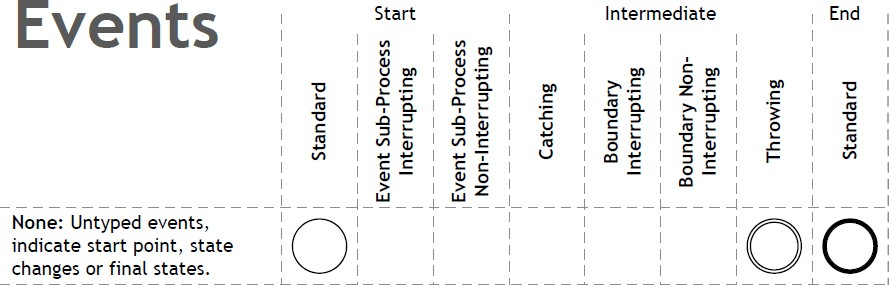 Events
Start
Intermediate
End
Standard
Event Sub-Process
Interrupting
Event Sub-Process
Non-Interrupting
Catching
Boundary
Interrupting
Boundary Non-
Interrupting
Throwing
Standard
None: Untyped events,
indicate start point, state
changes or final states.